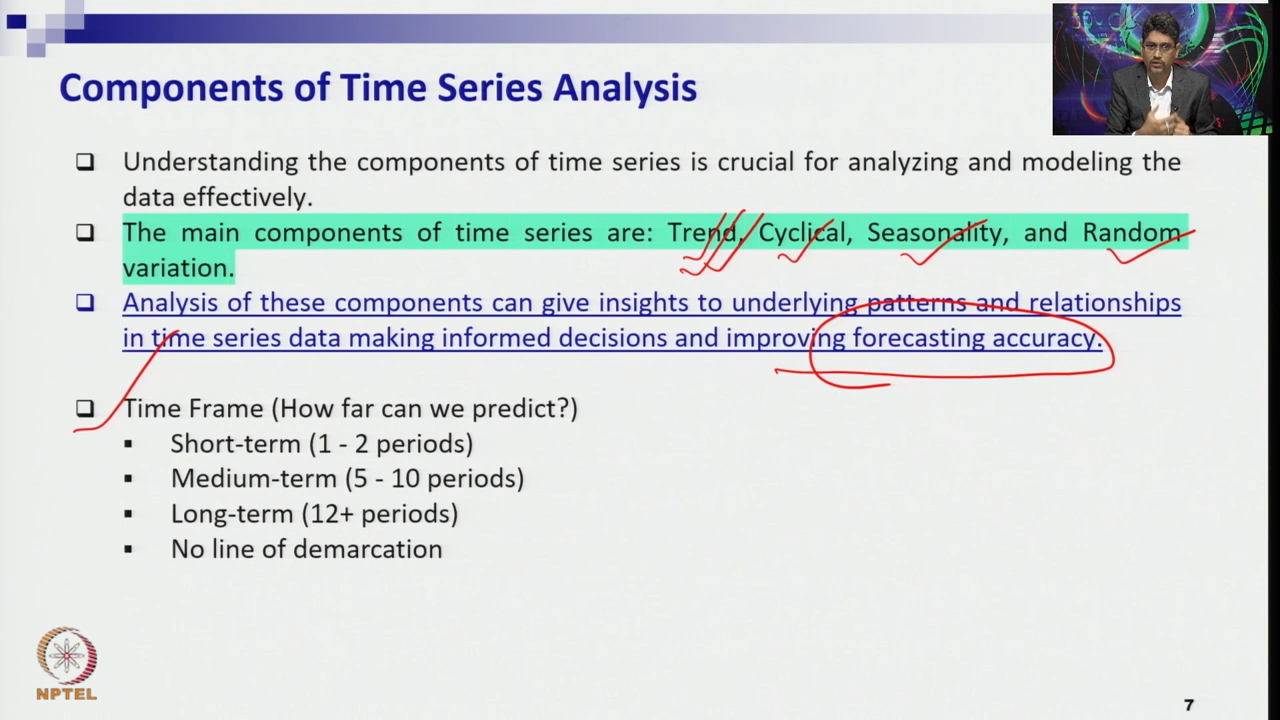 Components of Time Series Analysis
Understanding the components of time series is crucial for analyzing and modeling the
data effectively.
The main components of time series are: Trend, Cyclical, Seasonality, and Random
variation.
Analysis of these components can give insights to underlying patterns and relationships
in time series data making informed decisions and improving forecasting accuracy.
Time Frame (How far can we predict?)
Short-term (1 - 2 periods)
Medium-term (5 - 10 periods)
Long-term (12+ periods)
No line of demarcation
NPTEL
7